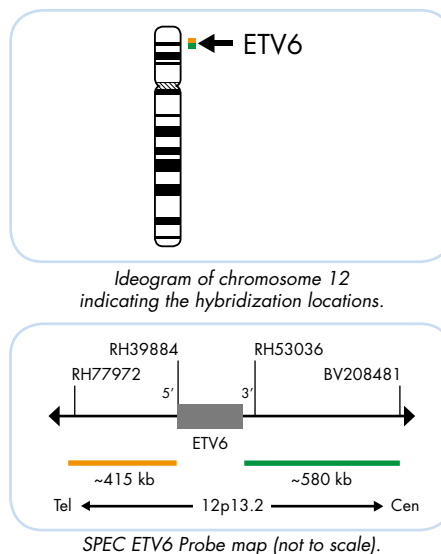 ETV6
Ideogram of chromosome 12
indicating the hybridization locations.
RH39884 RH53036
RH77972 BV208481
5' 3'
ETV6
~415 kb ~580 kb
Tel 12p13.2 Cen
SPEC ETV6 Probe map (not to scale).